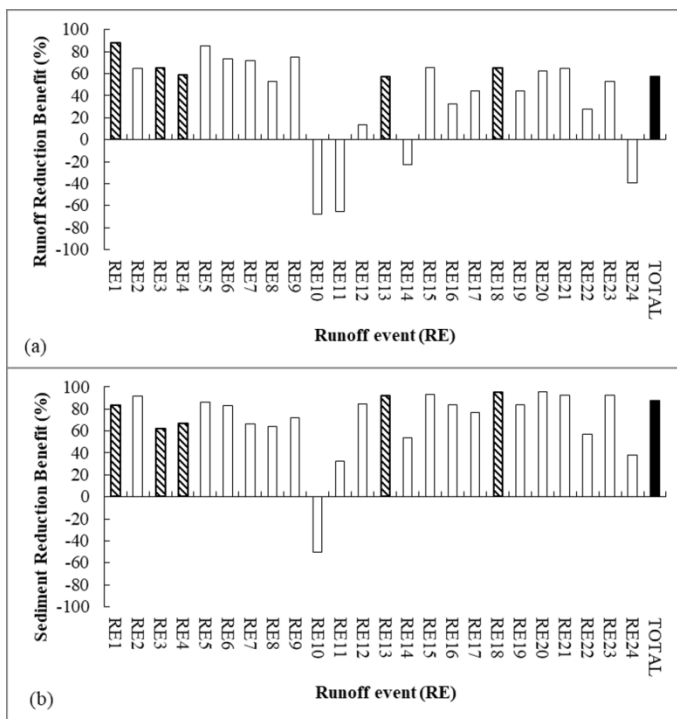 Runoff Reduction Benefit (%)
100
80
60
40
20
0
-20
-40
-60
-80
-100
RE1
RE2
RE3
RE4
RE5
RE6
RE7
RE8
RE9
RE10
RE11
RE12
RE13
RE14
RE15
RE16
RE17
RE18
RE19
RE20
RE21
RE22
RE23
RE24
TOTAL
(a)
Runoff event (RE)
Sediment Reduction Benefit (%)
100
80
60
40
20
0
-20
-40
-60
-80
-100
RE1
RE2
RE3
RE4
RE5
RE6
RE7
RE8
RE9
RE10
RE11
RE12
RE13
RE14
RE15
RE16
RE17
RE18
RE19
RE20
RE21
RE22
RE23
RE24
TOTAL
(b)
Runoff event (RE)